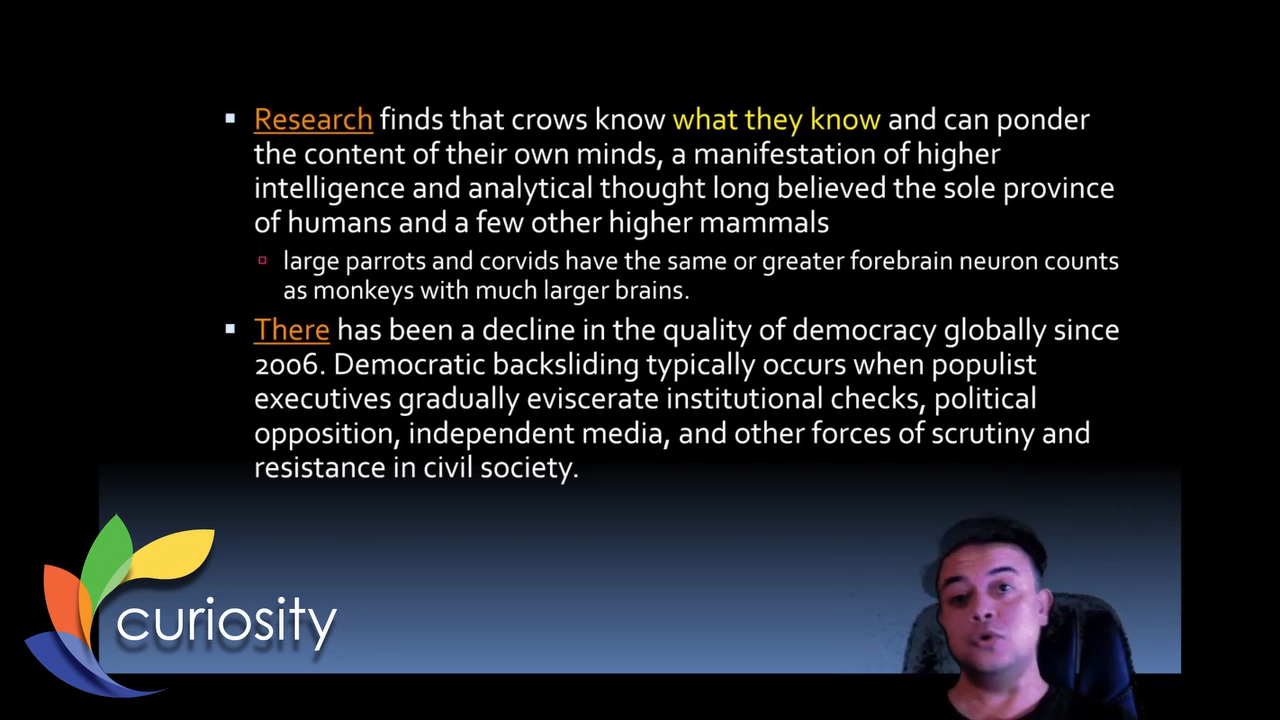 Research finds that crows know what they know and can ponder
the content of their own minds, a manifestation of higher
intelligence and analytical thought long believed the sole province
of humans and a few other higher mammals
large parrots and corvids have the same or greater forebrain neuron counts
as monkeys with much larger brains.
There has been a decline in the quality of democracy globally since
2006. Democratic backsliding typically occurs when populist
executives gradually eviscerate institutional checks, political
opposition, independent media, and other forces of scrutiny and
resistance in civil society.
curiosity